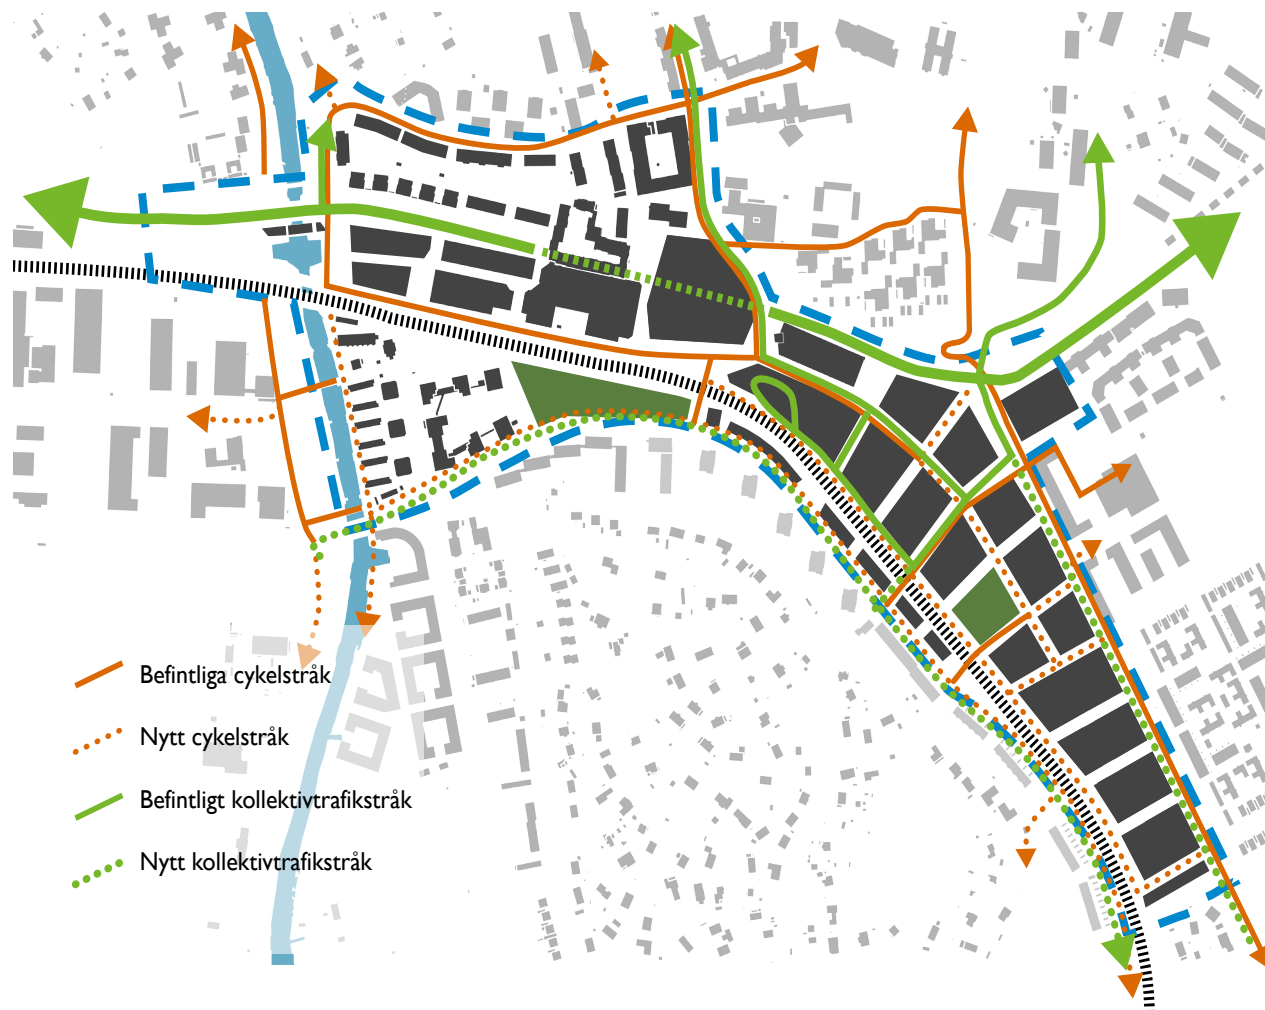 Befintliga cykelstråk
Nytt cykelstråk
Befintligt kollektivtrafikstråk
Nytt kollektivtrafikstråk